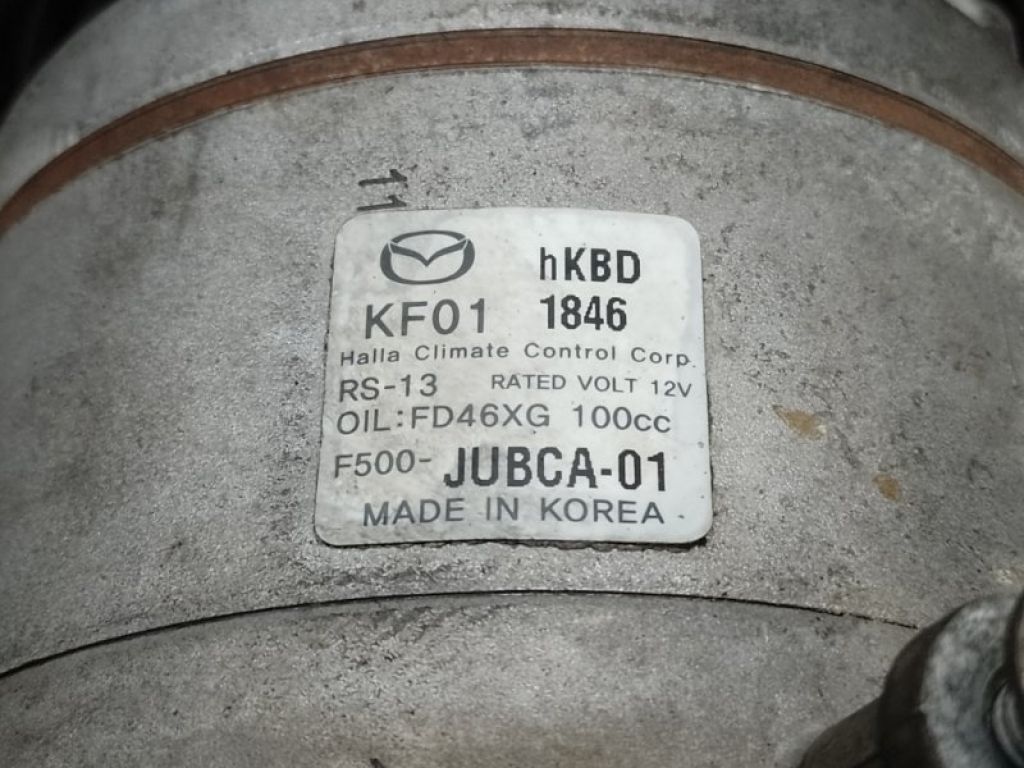 11
hKBD
KF01 1846
Halla Climate Control Corp.
RS-13 RATED VOLT 12V
OIL:FD46XG 100cc
F500-JUBCA-01
MADE IN KOREA